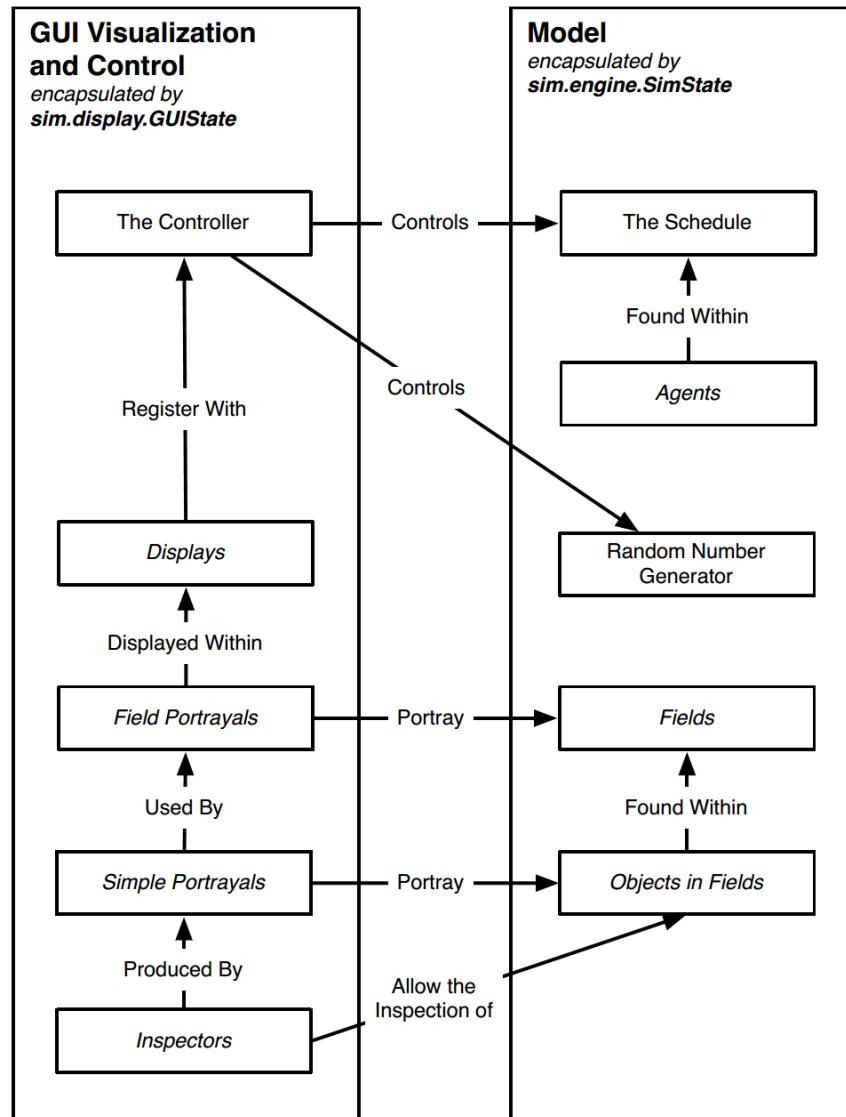 GUI Visualization
and Control
encapsulated by
sim.display.GUIState
Model
encapsulated by
sim.engine.SimState
The Controller
Controls
The Schedule
Found Within
Register With
Controls
Agents
Displays
Random Number
Generator
Displayed Within
Field Portrayals
Portray
Fields
Used By
Found Within
Simple Portrayals
Portray
Objects in Fields
Produced By
Allow the
Inspection of
Inspectors